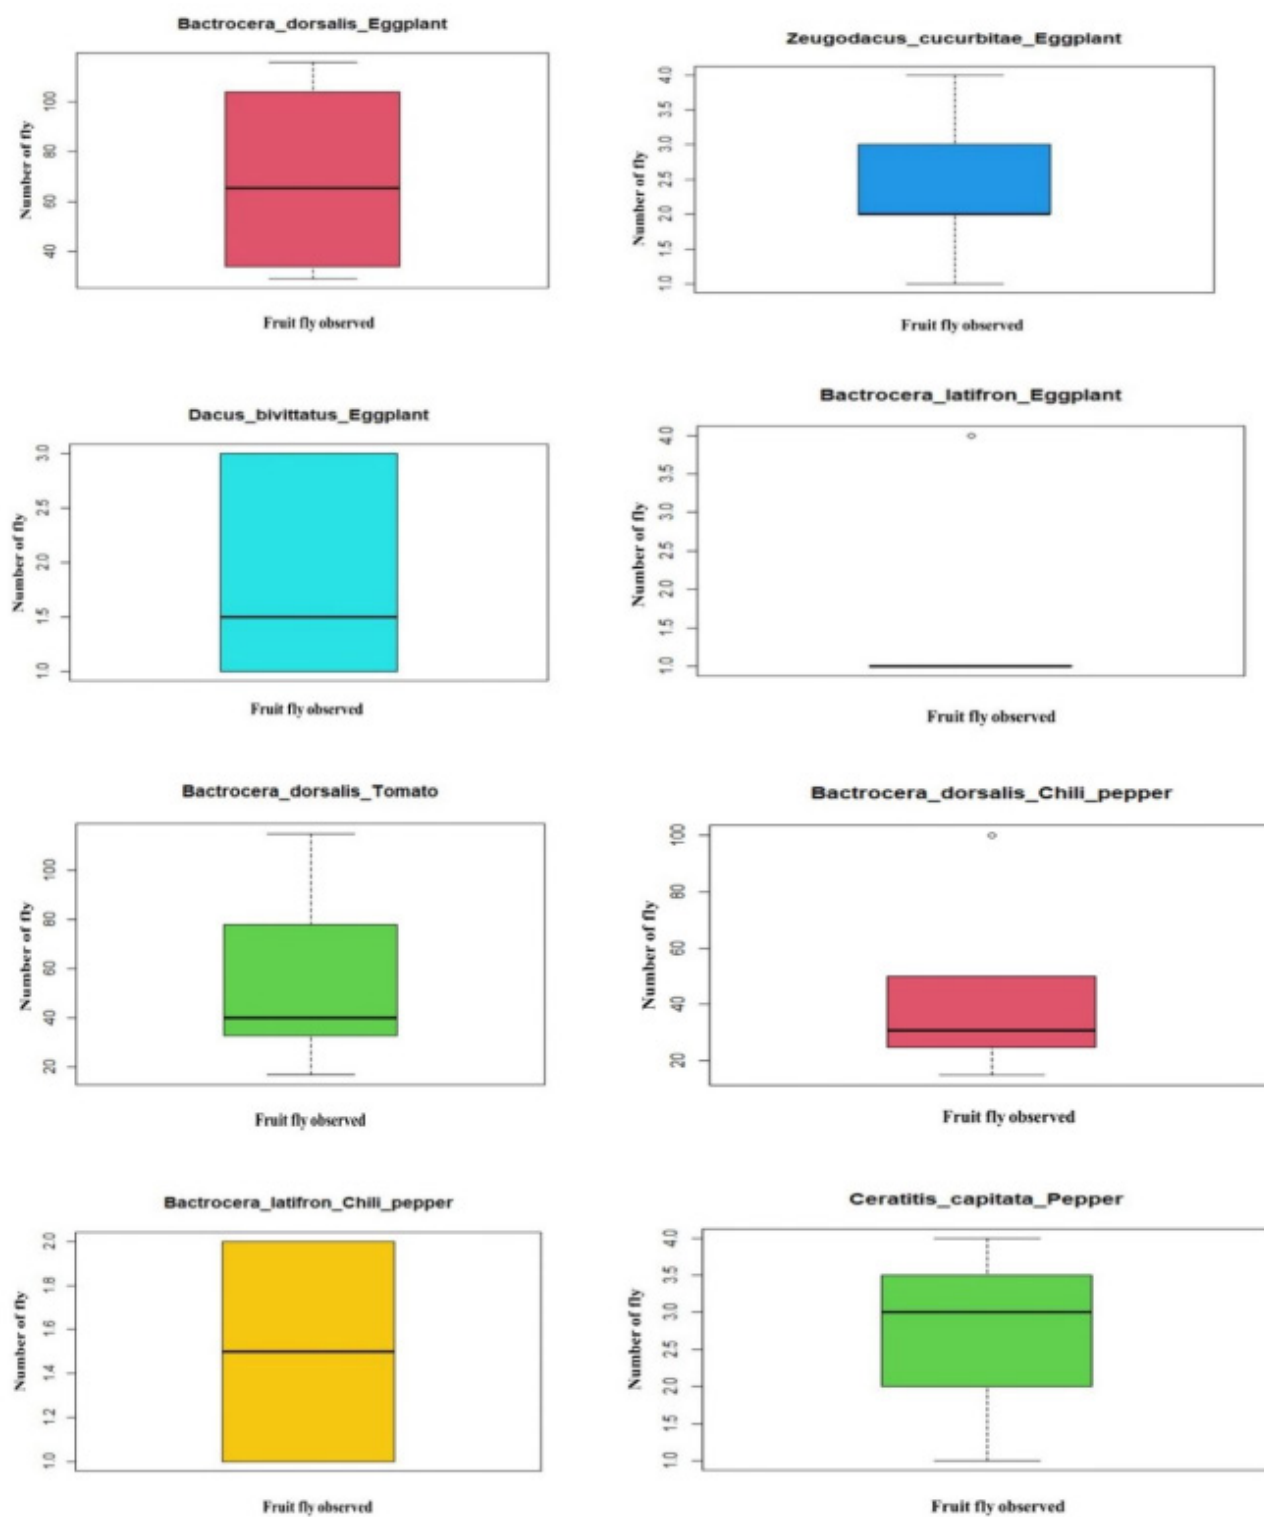 Bactrocera_dorsalis_Eggplant
Number of fly
100
80
60
40
Fruit fly observed
Zeugodacus_cucurbitae_Eggplant
Number of fly
4.0
3.5
3.0
2.5
2.0
1.5
1.0
Fruit fly observed
Dacus_bivittatus_Eggplant
Number of fly
3.0
2.5
2.0
1.5
1.0
Fruit fly observed
Bactrocera_latifron_Eggplant
Number of fly
4.0
3.5
3.0
2.5
2.0
1.5
1.0
Fruit fly observed
Bactrocera_dorsalis_Tomato
Number of fly
100
80
60
40
20
Fruit fly observed
Bactrocera_dorsalis_Chili_pepper
Number of fly
100
80
60
40
20
Fruit fly observed
Bactrocera_latifron_Chili_pepper
Number of fly
2.0
1.8
1.6
1.4
1.2
1.0
Fruit fly observed
Ceratitis_capitata_Pepper
Number of fly
4.0
3.5
3.0
2.5
2.0
1.5
1.0
Fruit fly observed